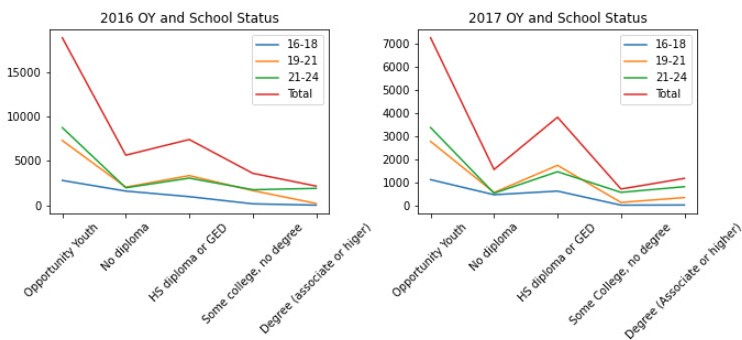 2016 OY and School Status
16-18
19-21
21-24
Total
15000
10000
5000
0
Opportunity Youth
No diploma
HS diploma or GED
Some college, no degree
Degree (associate or higer)
2017 OY and School Status
16-18
19-21
21-24
Total
7000
6000
5000
4000
3000
2000
1000
0
Opportunity Youth
No diploma
HS diploma or GED
Some College, no degree
Degree (Associate or higher)